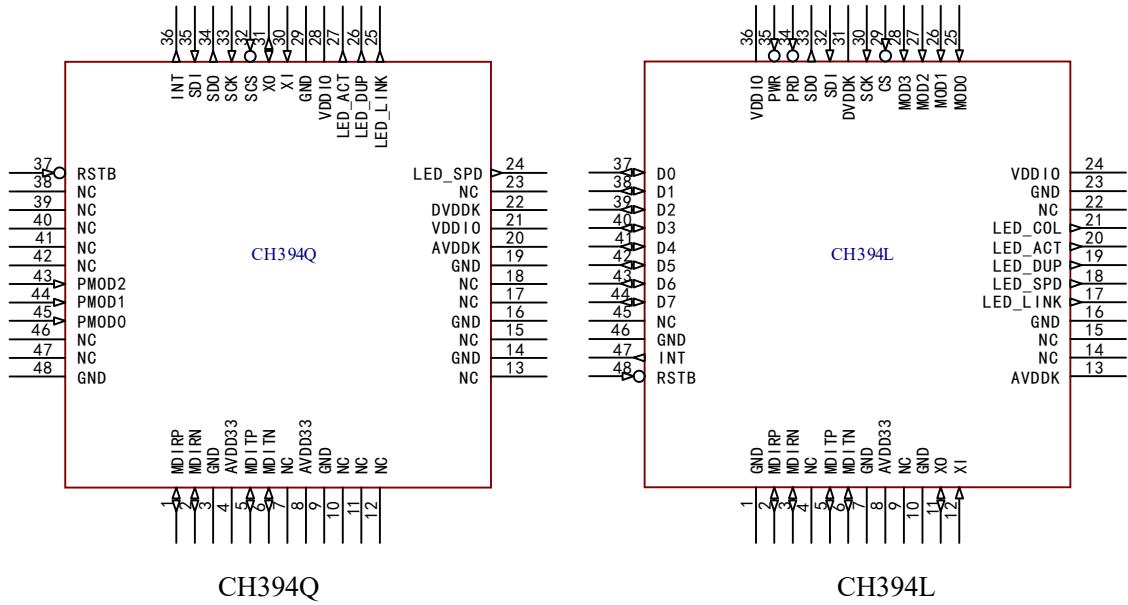 36 INT
35 SDI
34 SDO
33 SCK
32 SCS
31 XO
30 XI
29 GND
28 VDDIO
27 LED_ACT
26 LED_DUP
25 LED_LINK
37 RSTB
38 NC
39 NC
40 NC
41 NC
42 NC
43 PMOD2
44 PMOD1
45 PMOD0
46 NC
47 NC
48 GND
CH394Q
LED_SPD 24
NC 23
DVDDK 22
VDDIO 21
AVDDK 20
GND 19
NC 18
NC 17
GND 16
NC 15
GND 14
NC 13
1 MDIRP
2 MDIRN
3 GND
4 AVDD33
5 MDITP
6 MDITN
7 NC
8 AVDD33
9 GND
10 NC
11 NC
12 NC
CH394Q
36 VDDIO
35 PWR
34 PRD
33 SDO
32 SDI
31 DVDDK
30 SCK
29 CS
28 MOD3
27 MOD2
26 MOD1
25 MOD0
37 D0
38 D1
39 D2
40 D3
41 D4
42 D5
43 D6
44 D7
45 NC
46 GND
47 INT
48 RSTB
CH394L
VDDIO 24
GND 23
NC 22
LED_COL 21
LED_ACT 20
LED_DUP 19
LED_SPD 18
LED_LINK 17
GND 16
NC 15
NC 14
AVDDK 13
1 GND
2 MDIRP
3 MDIRN
4 NC
5 MDITP
6 MDITN
7 GND
8 AVDD33
9 NC
10 GND
11 XO
12 XI
CH394L